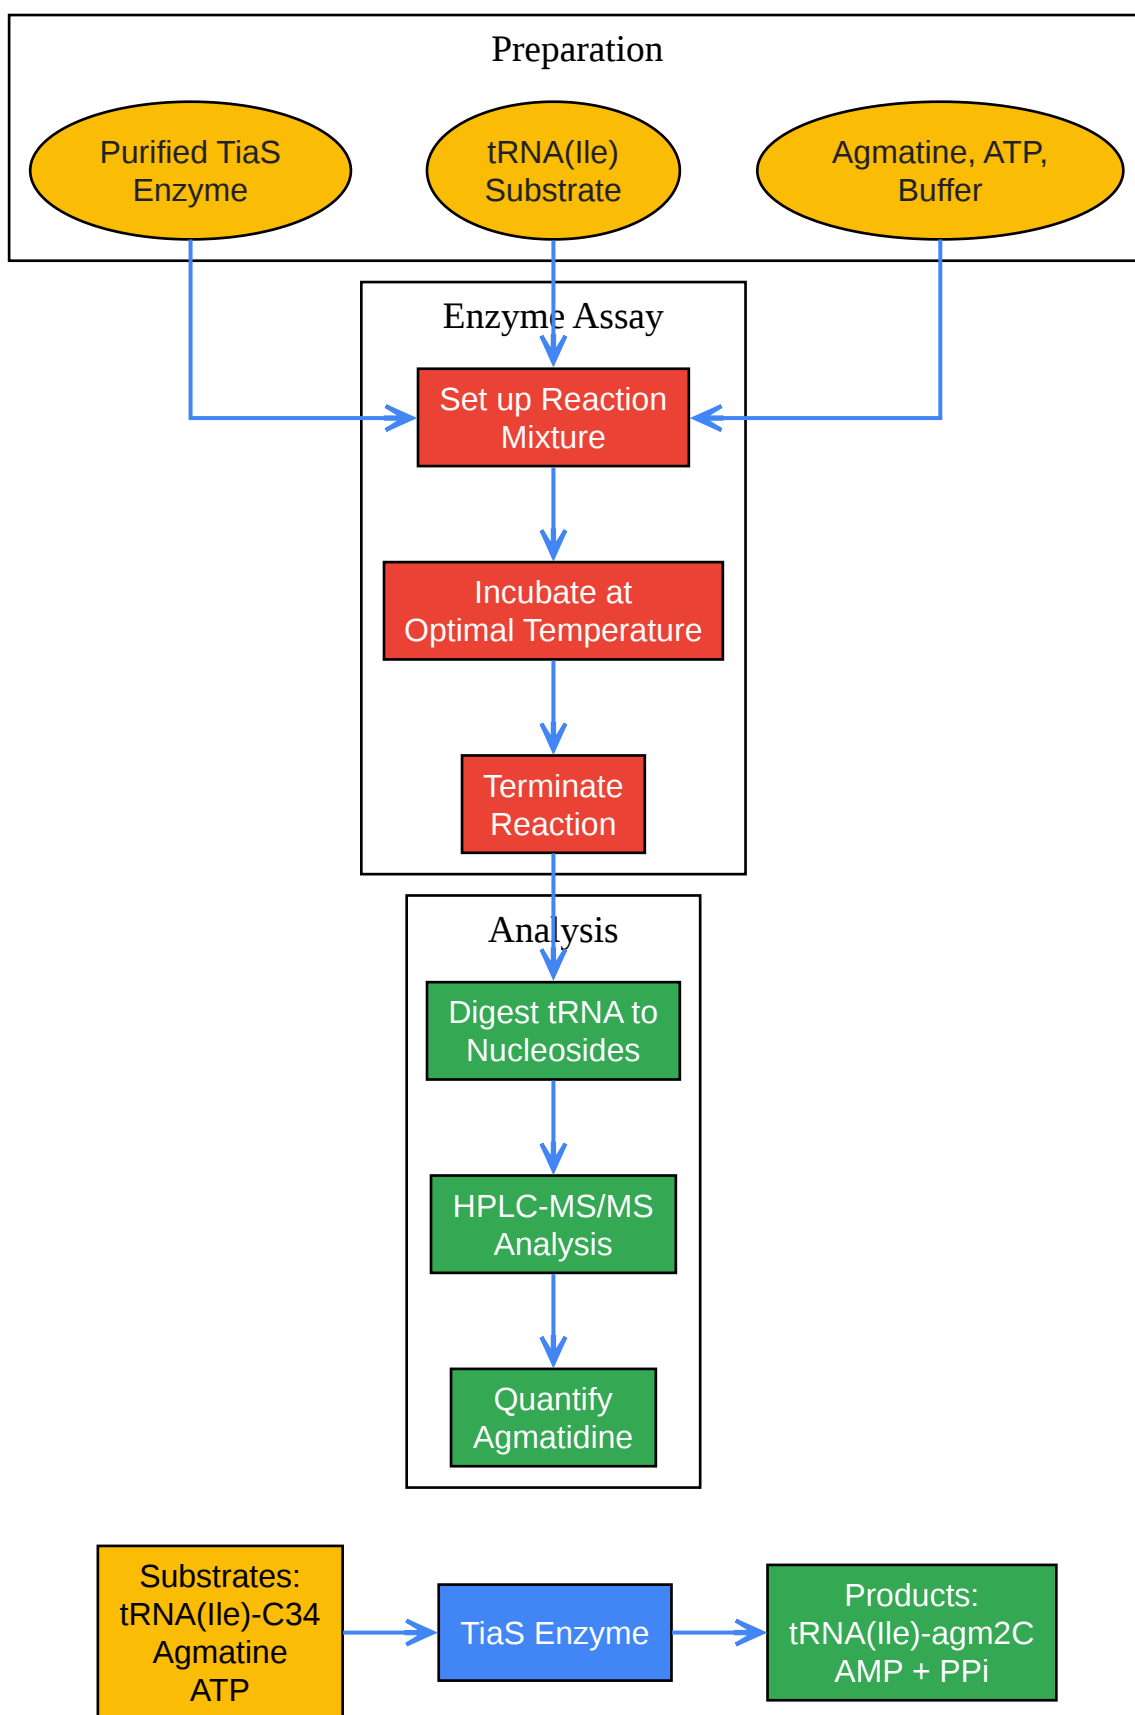 Preparation
Purified TiaS
Enzyme
tRNA(Ile)
Substrate
Agmatine, ATP,
Buffer
Enzyme Assay
Set up Reaction
Mixture
Incubate at
Optimal Temperature
Terminate
Reaction
Analysis
Digest tRNA to
Nucleosides
HPLC-MS/MS
Analysis
Quantify
Agmatidine
Substrates:
tRNA(Ile)-C34
Agmatine
ATP
TiaS Enzyme
Products:
tRNA(Ile)-agm2C
AMP + PPi